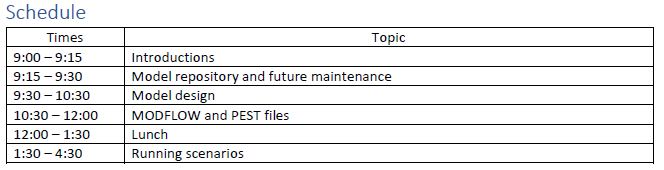 Schedule
Times Topic
9:00 – 9:15 Introductions
9:15 – 9:30 Model repository and future maintenance
9:30 – 10:30 Model design
10:30 – 12:00 MODFLOW and PEST files
12:00 – 1:30 Lunch
1:30 – 4:30 Running scenarios